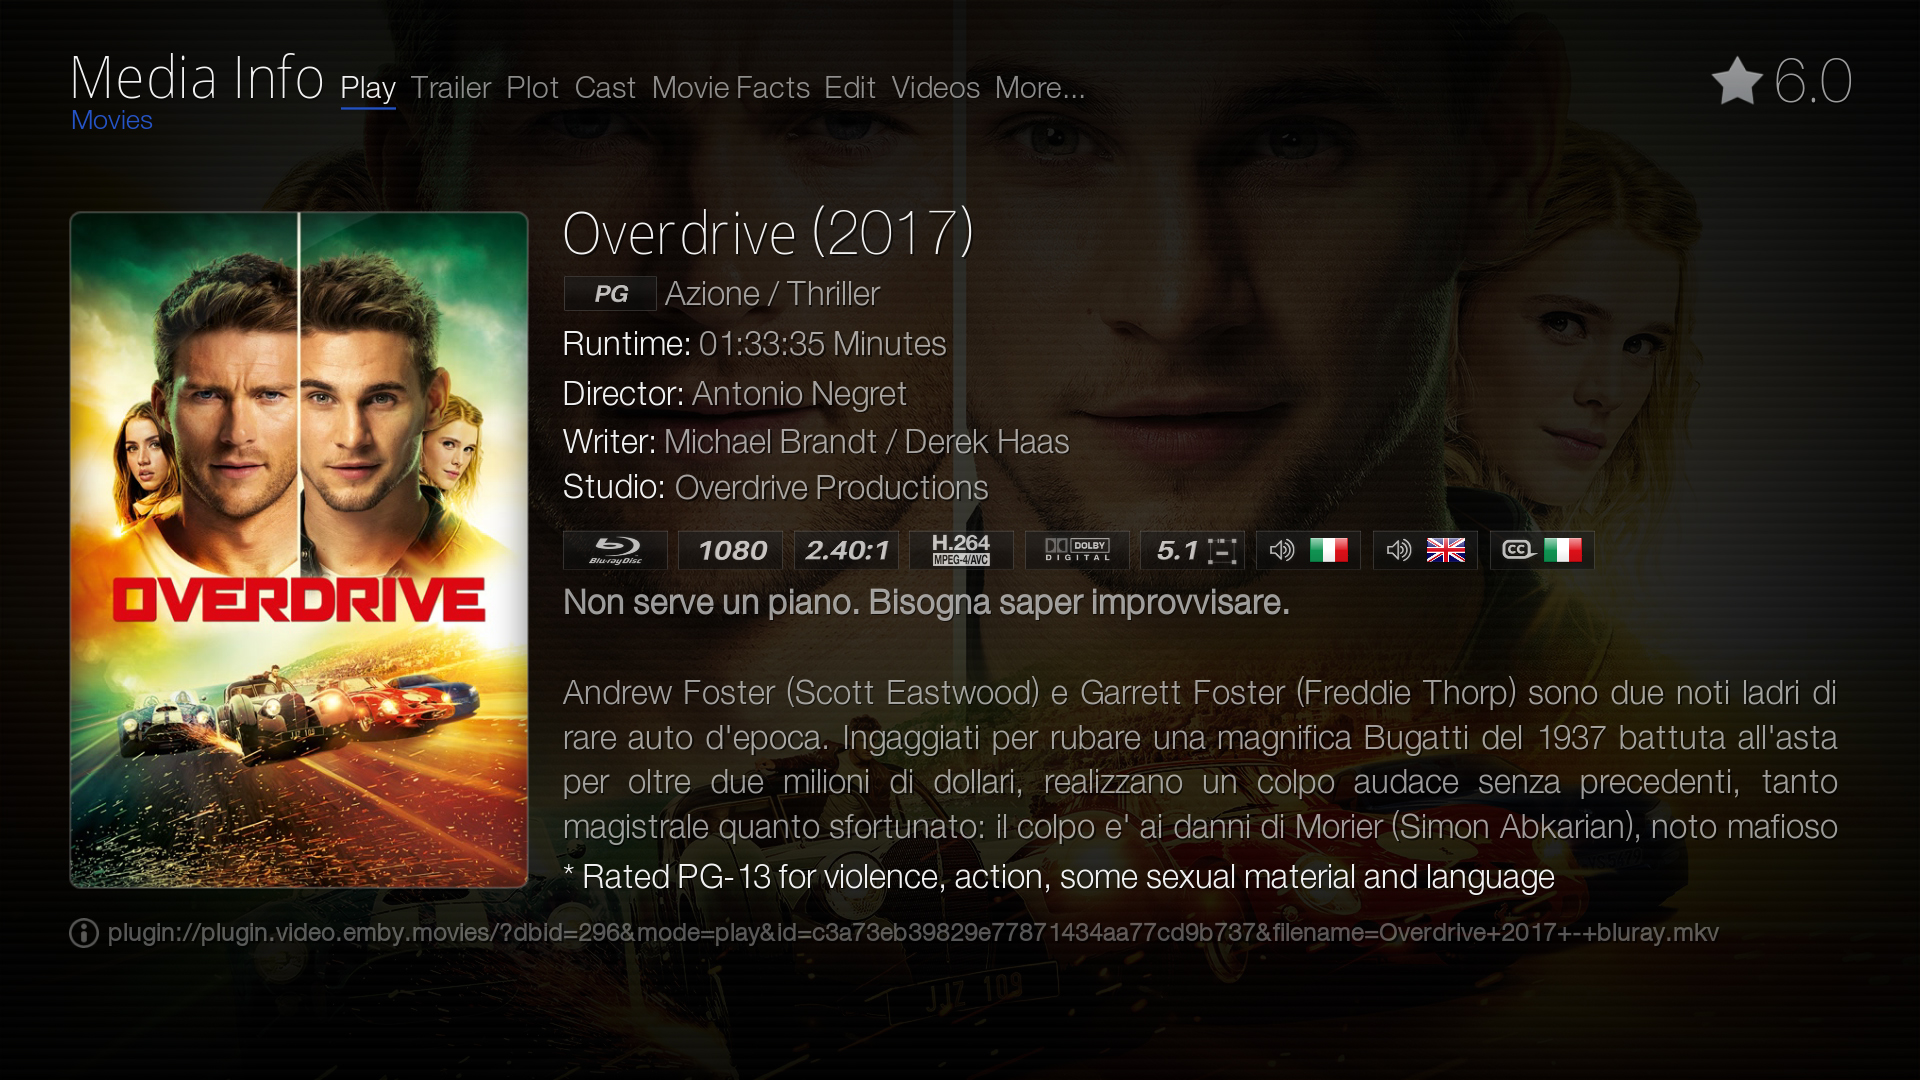 Media Info Play Trailer Plot Cast Movie Facts Edit Videos More...
6.0
Movies
Overdrive (2017)
PG Azione / Thriller
Runtime: 01:33:35 Minutes
Director: Antonio Negret
Writer: Michael Brandt / Derek Haas
Studio: Overdrive Productions
Blu-ray Disc 1080 2.40:1 H.264 MPEG-4/AVC DOLBY DIGITAL 5.1 CC
Non serve un piano. Bisogna saper improvvisare.
OVERDRIVE
JJZ 109
Andrew Foster (Scott Eastwood) e Garrett Foster (Freddie Thorp) sono due noti ladri di
rare auto d'epoca. Ingaggiati per rubare una magnifica Bugatti del 1937 battuta all'asta
per oltre due milioni di dollari, realizzano un colpo audace senza precedenti, tanto
magistrale quanto sfortunato: il colpo e' ai danni di Morier (Simon Abkarian), noto mafioso
* Rated PG-13 for violence, action, some sexual material and language
plugin://plugin.video.emby.movies/?dbid=296&mode=play&id=c3a73eb39829e77871434aa77cd9b737&filename=Overdrive+2017+-+bluray.mkv
JJZ 109